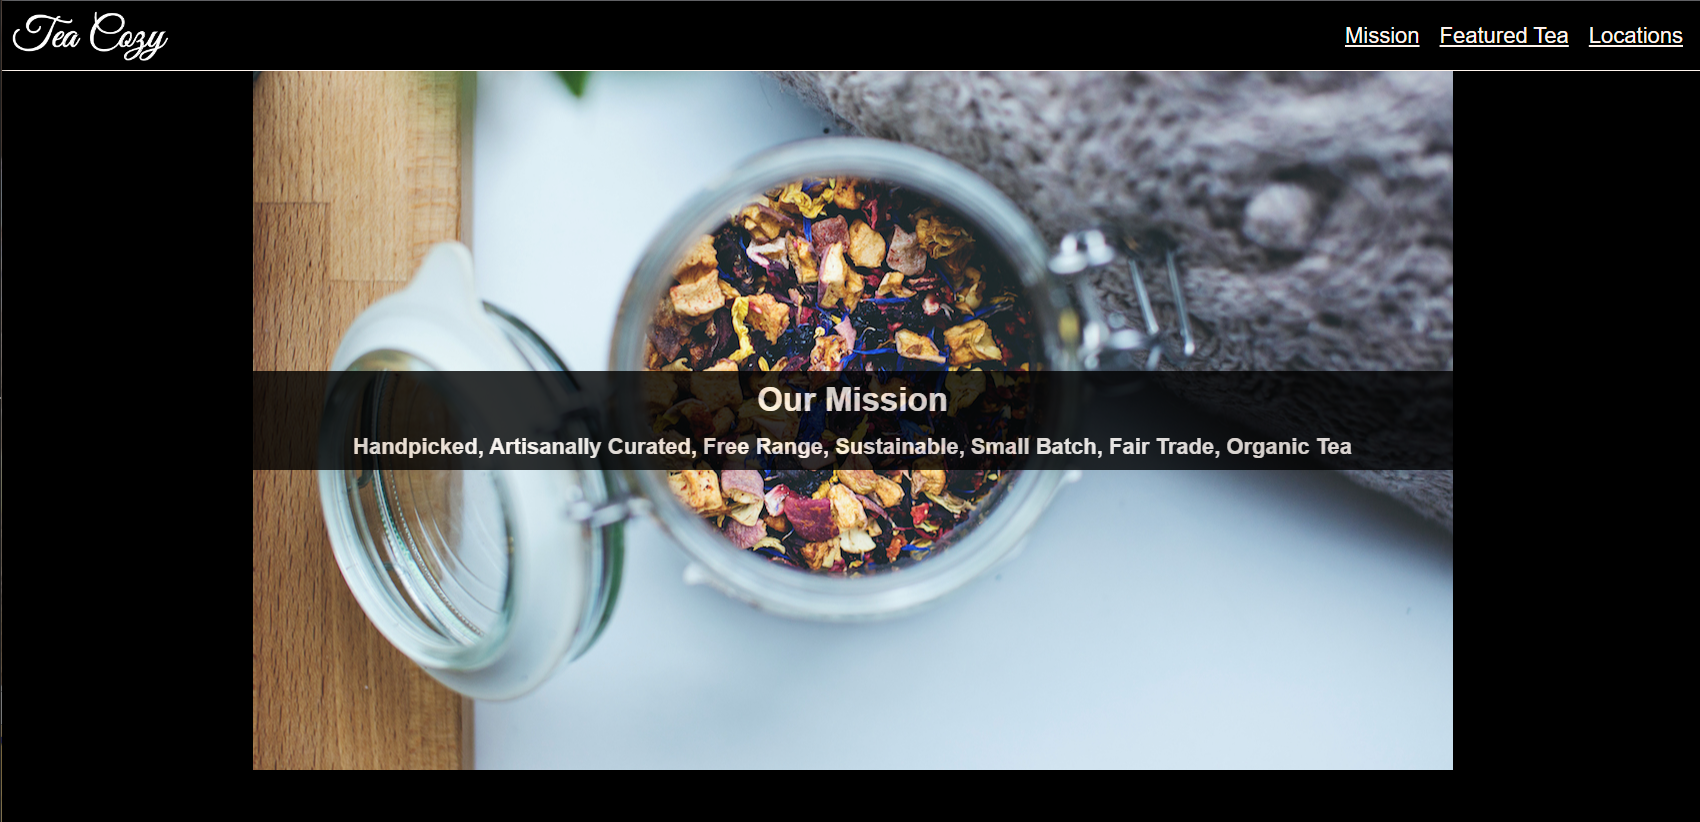 Tea Cozy
Mission Featured Tea Locations
Our Mission
Handpicked, Artisanally Curated, Free Range, Sustainable, Small Batch, Fair Trade, Organic Tea